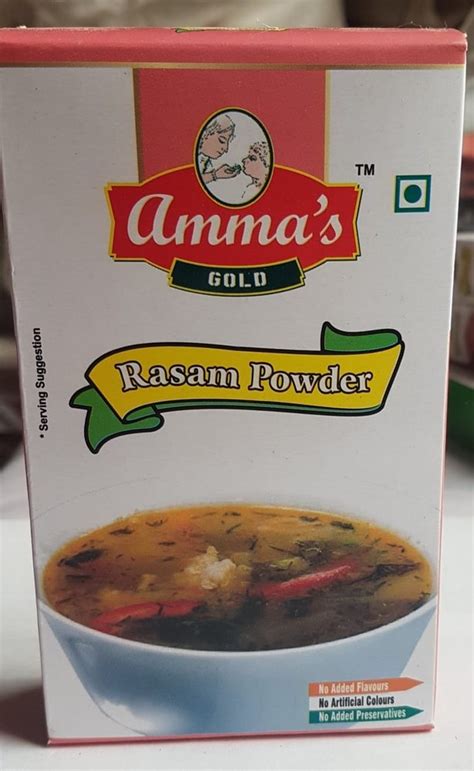 TM
amma's
GOLD
Rasam Powder
* Serving Suggestion
No Added Flavours
No Artificial Colours
No Added Preservatives